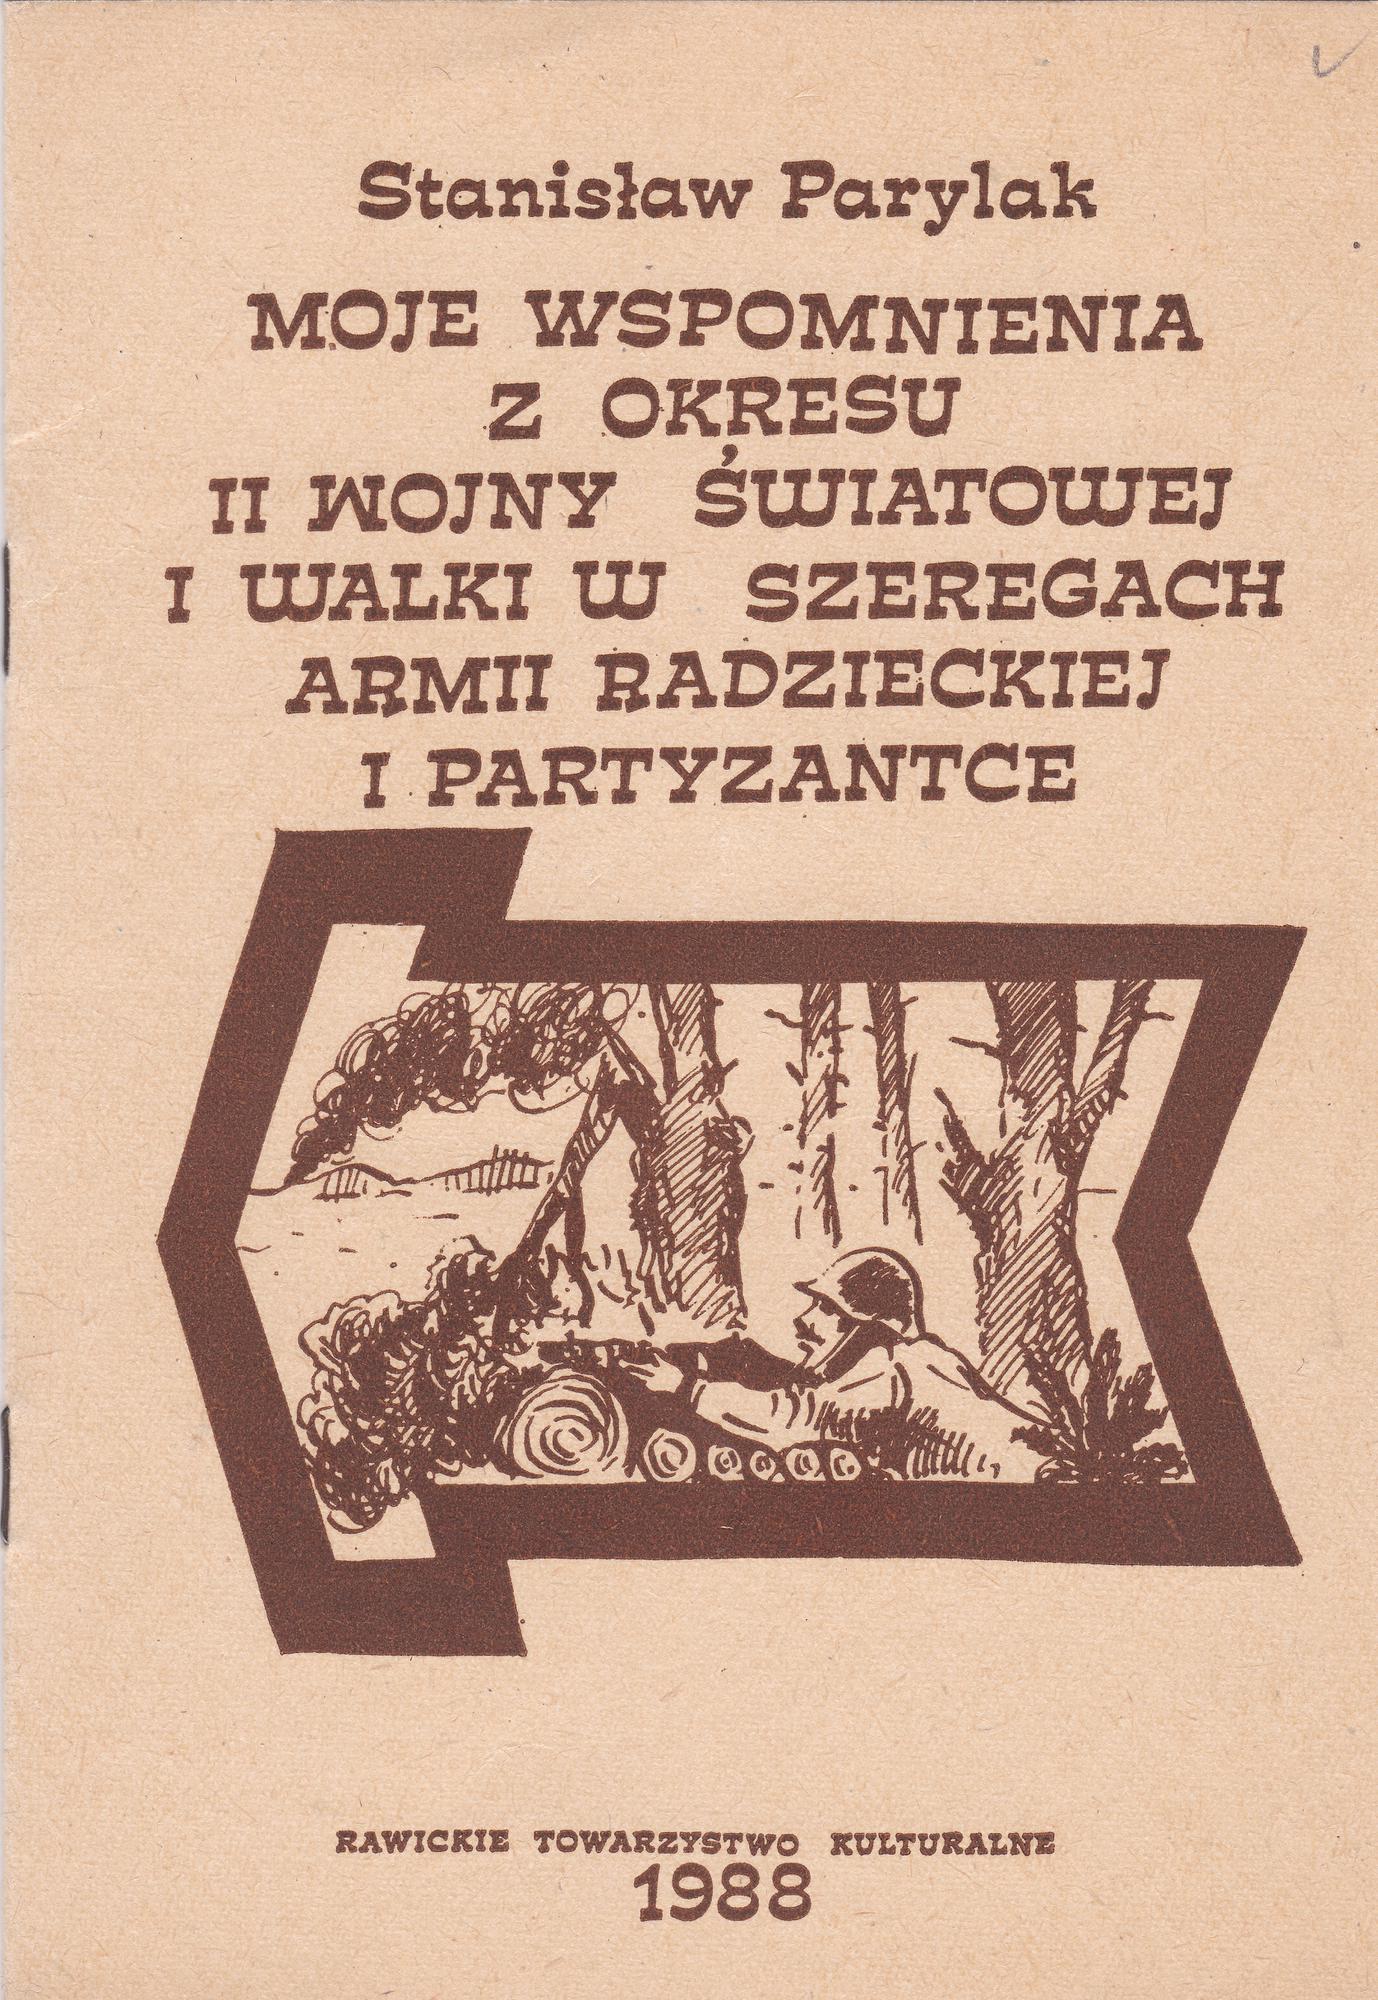 Stanisław Parylak
MOJE WSPOMNIENIA
Z OKRESU
II WOJNY ŚWIATOWEJ
I WALKI W SZEREGACH
ARMII RADZIECKIEJ
I PARTYZANTCE
RAWICKIE TOWARZYSTWO KULTURALNE
1988